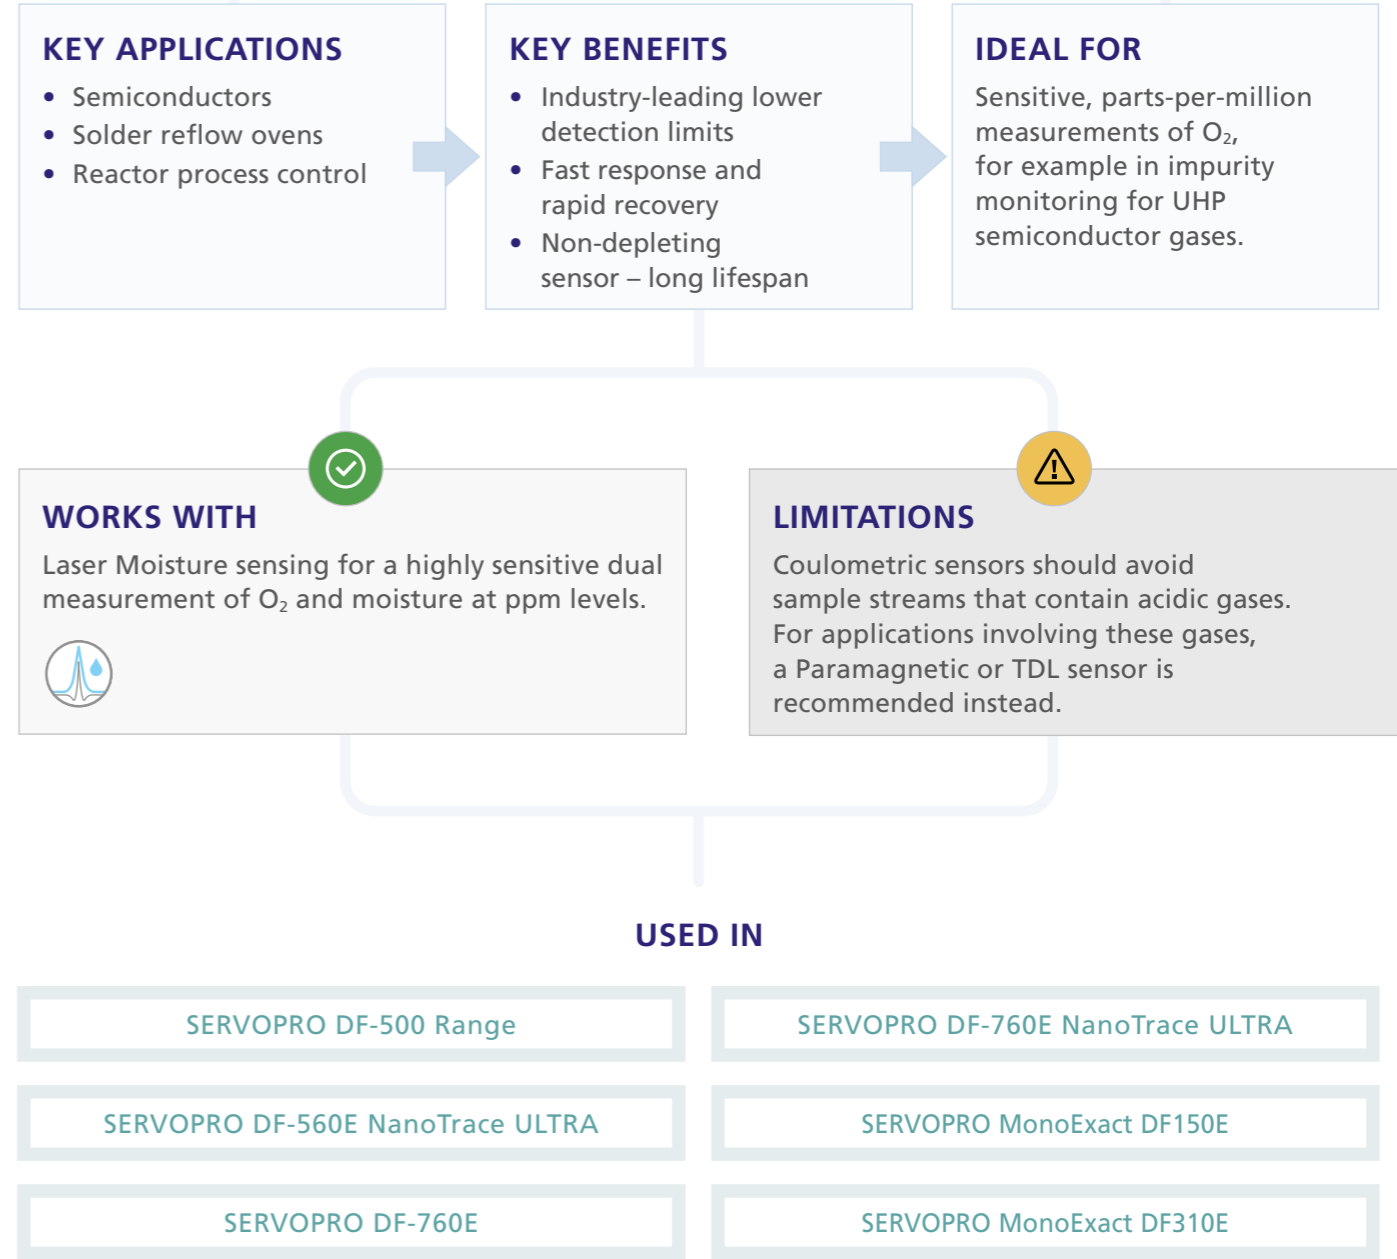 KEY APPLICATIONS
• Semiconductors
• Solder reflow ovens
• Reactor process control
KEY BENEFITS
• Industry-leading lower
detection limits
• Fast response and
rapid recovery
• Non-depleting
sensor – long lifespan
IDEAL FOR
Sensitive, parts-per-million
measurements of O₂,
for example in impurity
monitoring for UHP
semiconductor gases.
WORKS WITH
Laser Moisture sensing for a highly sensitive dual
measurement of O₂ and moisture at ppm levels.
LIMITATIONS
Coulometric sensors should avoid
sample streams that contain acidic gases.
For applications involving these gases,
a Paramagnetic or TDL sensor is
recommended instead.
USED IN
SERVOPRO DF-500 Range
SERVOPRO DF-760E NanoTrace ULTRA
SERVOPRO DF-560E NanoTrace ULTRA
SERVOPRO MonoExact DF150E
SERVOPRO DF-760E
SERVOPRO MonoExact DF310E